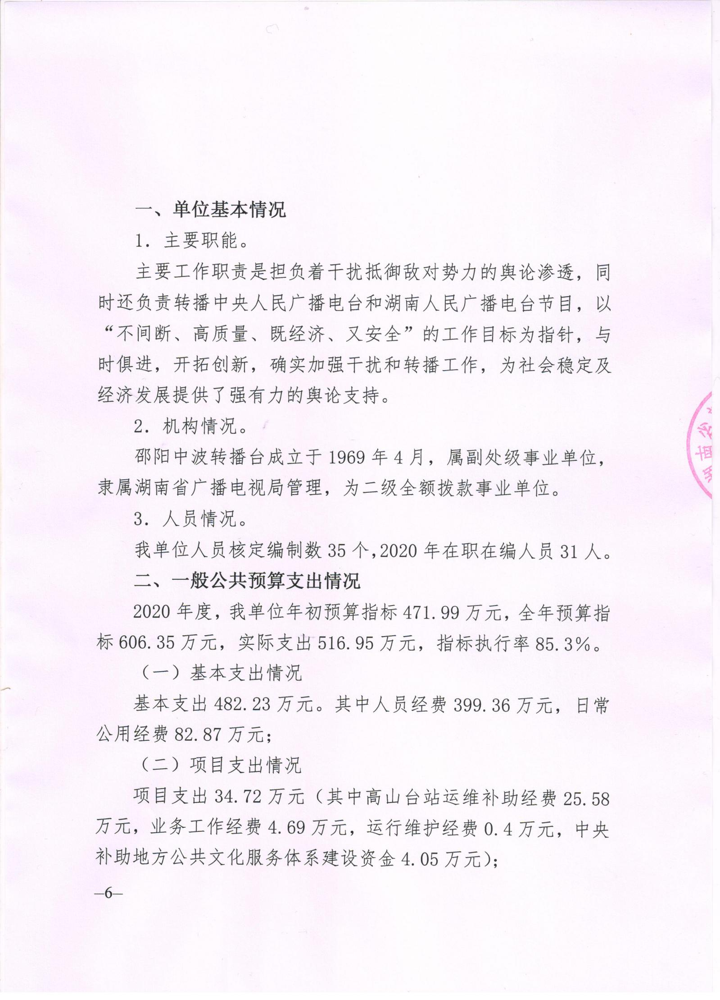 一、单位基本情况
1. 主要职能。
主要工作职责是担负着干扰抵御敌对势力的舆论渗透，同
时还负责转播中央人民广播电台和湖南人民广播电台节目，以
“不间断、高质量、既经济、又安全”的工作目标为指针，与
时俱进，开拓创新，确实加强干扰和转播工作，为社会稳定及
经济发展提供了强有力的舆论支持。
2. 机构情况。
邵阳中波转播台成立于 1969 年 4 月，属副处级事业单位，
隶属湖南省广播电视局管理，为二级全额拨款事业单位。
3. 人员情况。
我单位人员核定编制数 35 个,2020 年在职在编人员 31 人。
二、一般公共预算支出情况
2020 年度，我单位年初预算指标 471.99 万元，全年预算指
标 606.35 万元，实际支出 516.95 万元，指标执行率 85.3%。
（一）基本支出情况
基本支出 482.23 万元。其中人员经费 399.36 万元，日常
公用经费 82.87 万元；
（二）项目支出情况
项目支出 34.72 万元（其中高山台站运维补助经费 25.58
万元，业务工作经费 4.69 万元，运行维护经费 0.4 万元，中央
补助地方公共文化服务体系建设资金 4.05 万元）；
—6—
湖南省